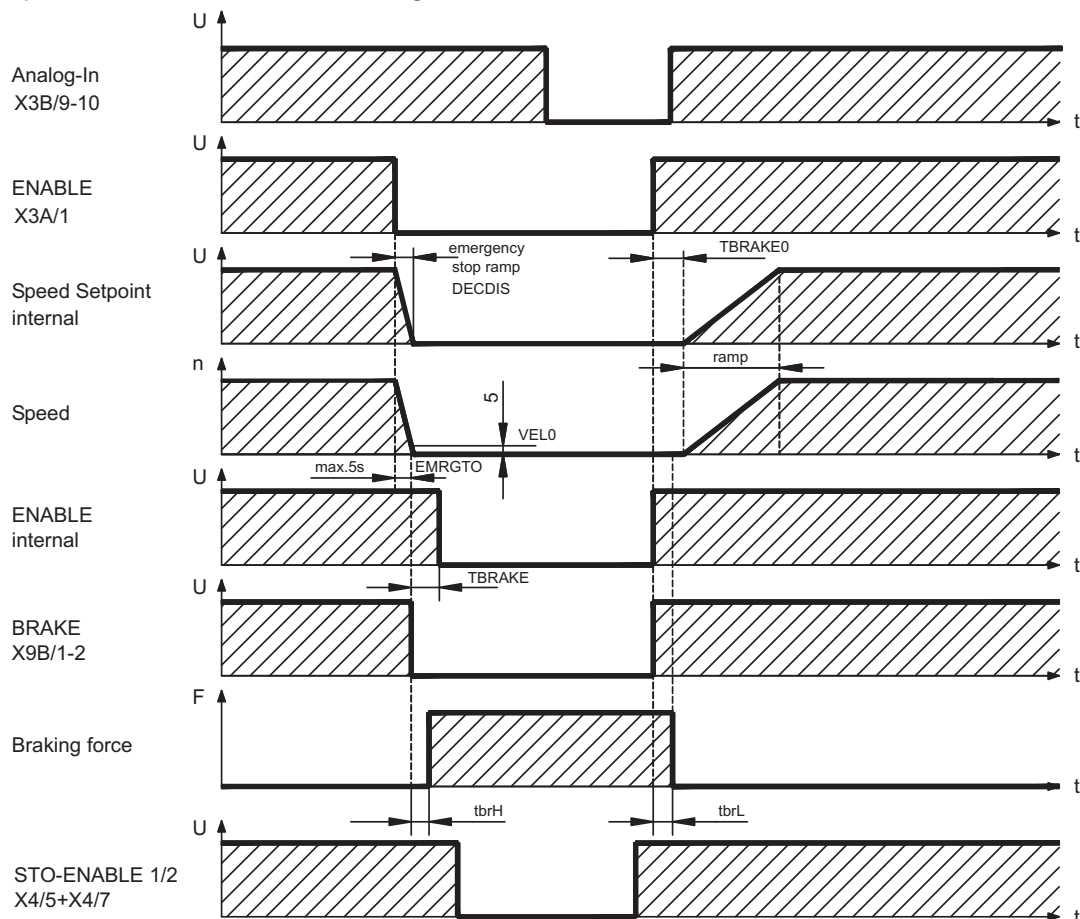 U
Analog-In
X3B/9-10
t
U
ENABLE
X3A/1
t
U
emergency
stop ramp
DECDIS
TBRAKE0
Speed Setpoint
internal
t
n
ramp
Speed
5
VEL0
t
U
max.5s
EMRGTO
ENABLE
internal
t
U
TBRAKE
BRAKE
X9B/1-2
t
F
Braking force
t
U
tbrH
tbrL
STO-ENABLE 1/2
X4/5+X4/7
t